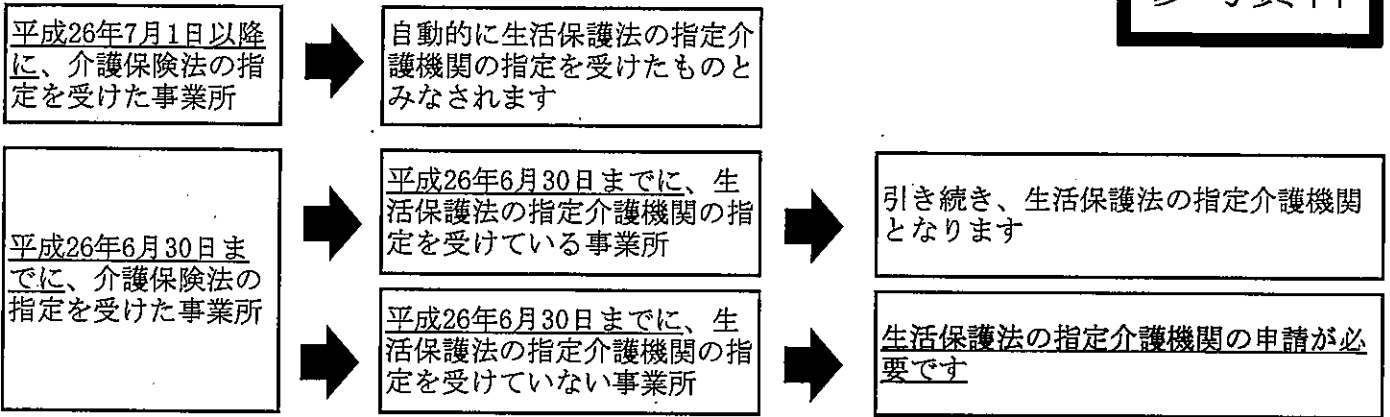 平成26年7月1日以降
に、介護保険法の指
定を受けた事業所
自動的に生活保護法の指定介
護機関の指定を受けたものと
みなされます
平成26年6月30日ま
でに、介護保険法の
指定を受けた事業所
平成26年6月30日までに、生
活保護法の指定介護機関の指
定を受けている事業所
引き続き、生活保護法の指定介護機関
となります
平成26年6月30日までに、生
活保護法の指定介護機関の指
定を受けていない事業所
生活保護法の指定介護機関の申請が必
要です